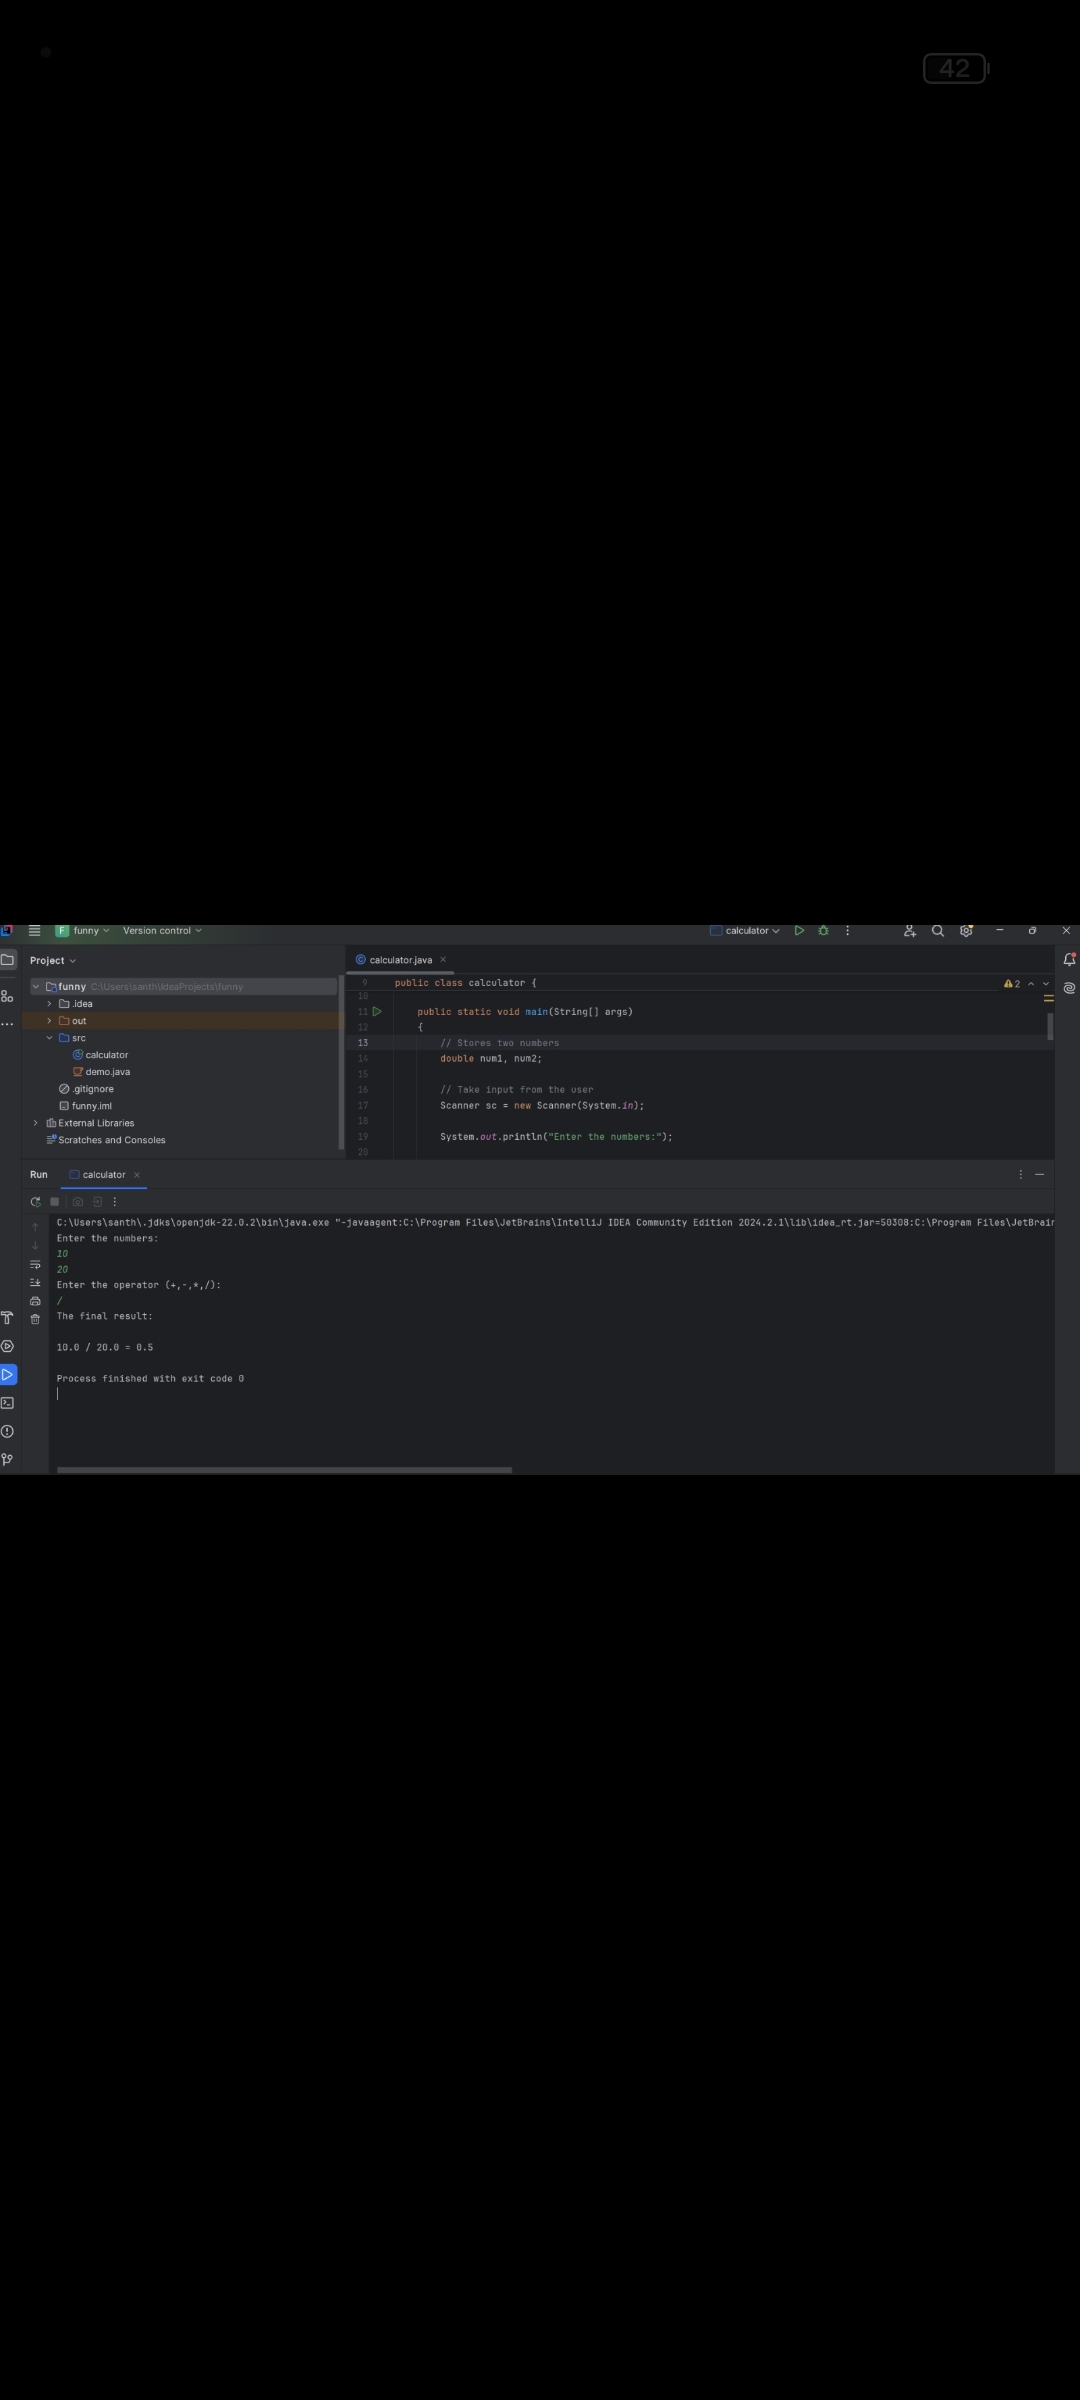 42
F funny Version control
calculator
Project
calculator.java
funny C:\Users\santh\IdeaProjects\funny
.idea
out
src
calculator
demo.java
.gitignore
funny.iml
External Libraries
Scratches and Consoles
9 public class calculator {
2
10
11 public static void main(String[] args)
12 {
13 // Stores two numbers
14 double num1, num2;
15
16 // Take input from the user
17 Scanner sc = new Scanner(System.in);
18
19 System.out.println("Enter the numbers:");
20
Run calculator
C:\Users\santh\.jdks\openjdk-22.0.2\bin\java.exe "-javaagent:C:\Program Files\JetBrains\IntelliJ IDEA Community Edition 2024.2.1\lib\idea_rt.jar=50308:C:\Program Files\JetBrain
Enter the numbers:
10
20
Enter the operator (+,-,*,/):
/
The final result:
10.0 / 20.0 = 0.5
Process finished with exit code 0